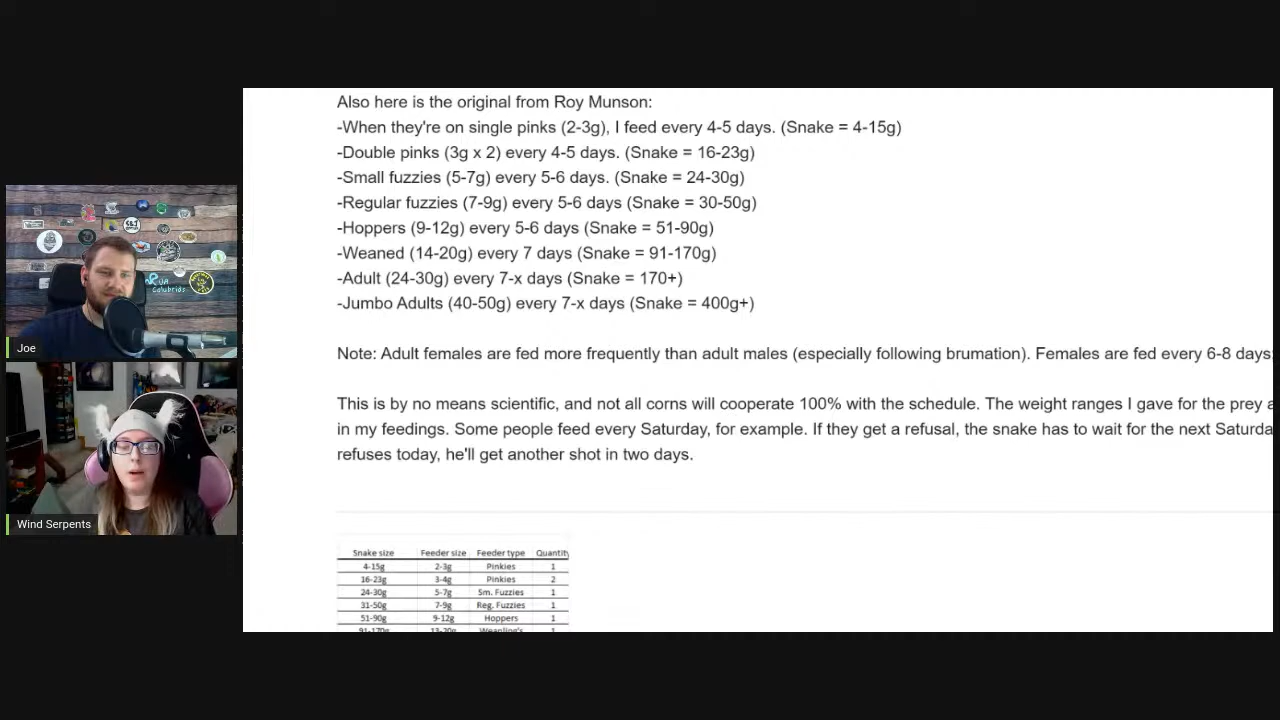 Also here is the original from Roy Munson:
-When they're on single pinks (2-3g), I feed every 4-5 days. (Snake = 4-15g)
-Double pinks (3g x 2) every 4-5 days. (Snake = 16-23g)
-Small fuzzies (5-7g) every 5-6 days. (Snake = 24-30g)
-Regular fuzzies (7-9g) every 5-6 days (Snake = 30-50g)
-Hoppers (9-12g) every 5-6 days (Snake = 51-90g)
-Weaned (14-20g) every 7 days (Snake = 91-170g)
-Adult (24-30g) every 7-x days (Snake = 170+)
-Jumbo Adults (40-50g) every 7-x days (Snake = 400g+)
Note: Adult females are fed more frequently than adult males (especially following brumation). Females are fed every 6-8 days
This is by no means scientific, and not all corns will cooperate 100% with the schedule. The weight ranges I gave for the prey a
in my feedings. Some people feed every Saturday, for example. If they get a refusal, the snake has to wait for the next Saturda
refuses today, he'll get another shot in two days.
Snake size Feeder size Feeder type Quantity
4-15g 2-3g Pinkies 1
16-23g 3-4g Pinkies 2
24-30g 5-7g Sm. Fuzzies 1
31-50g 7-9g Reg. Fuzzies 1
51-90g 9-12g Hoppers 1
91-170g 13-20g Weanling's 1
Joe
Wind Serpents
Colubrids